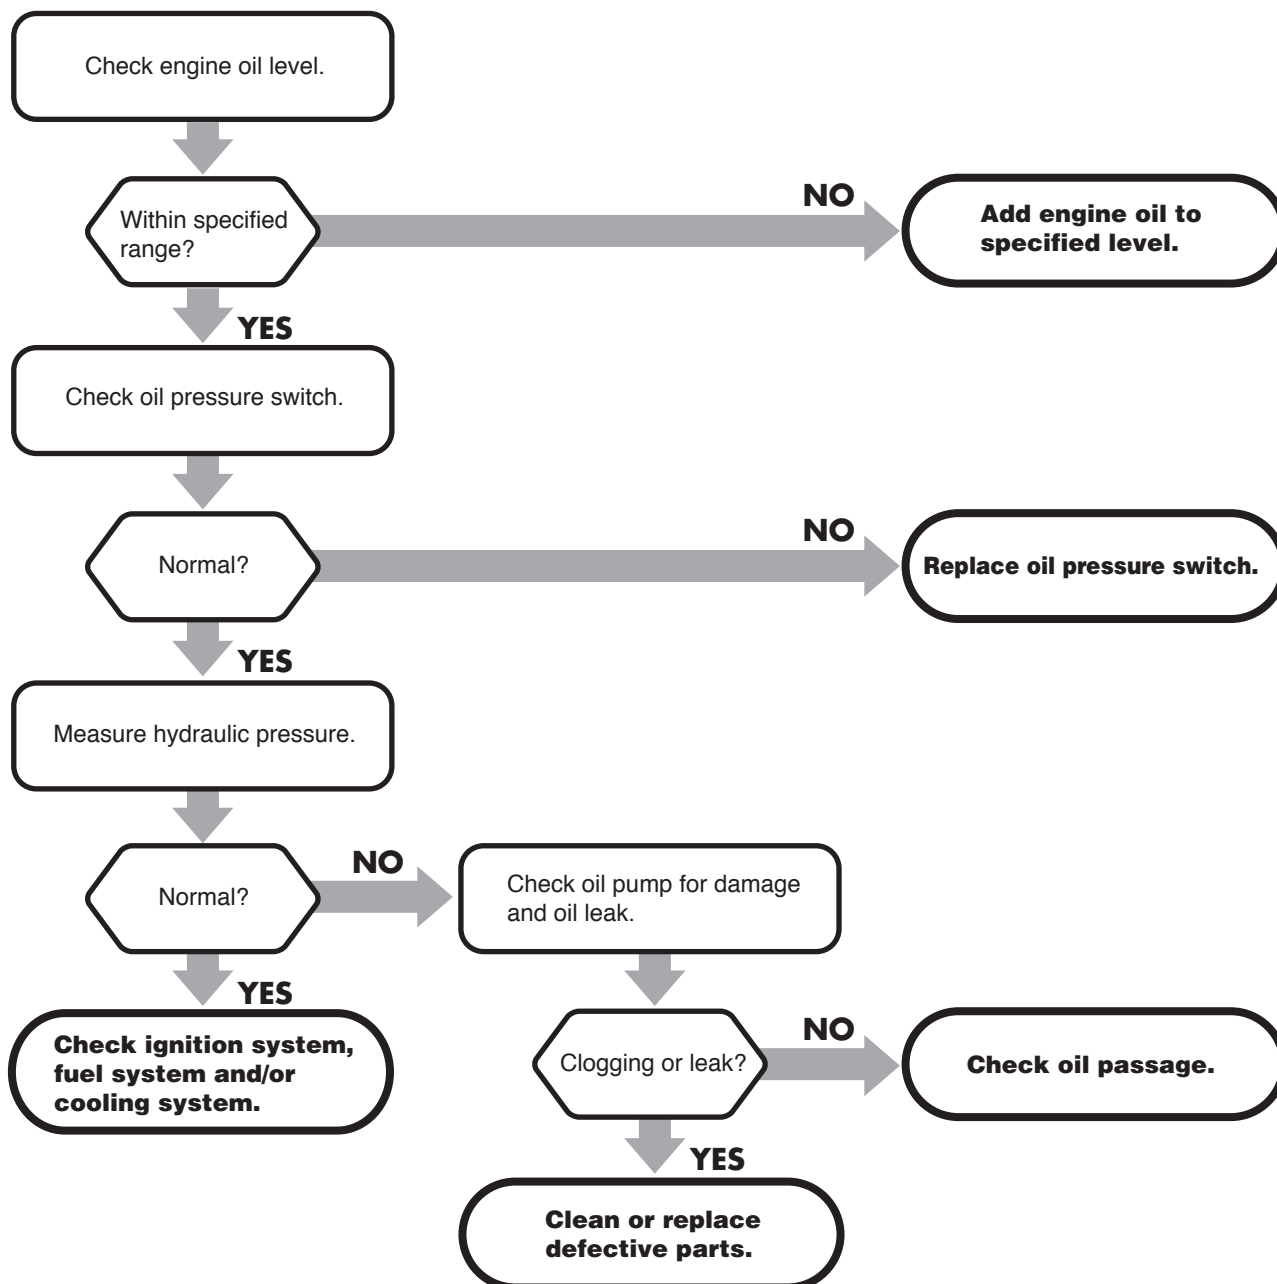 Check engine oil level.
Within specified
range?
NO
Add engine oil to
specified level.
YES
Check oil pressure switch.
Normal?
NO
Replace oil pressure switch.
YES
Measure hydraulic pressure.
Normal?
NO
Check oil pump for damage
and oil leak.
YES
Check ignition system,
fuel system and/or
cooling system.
Clogging or leak?
NO
Check oil passage.
YES
Clean or replace
defective parts.